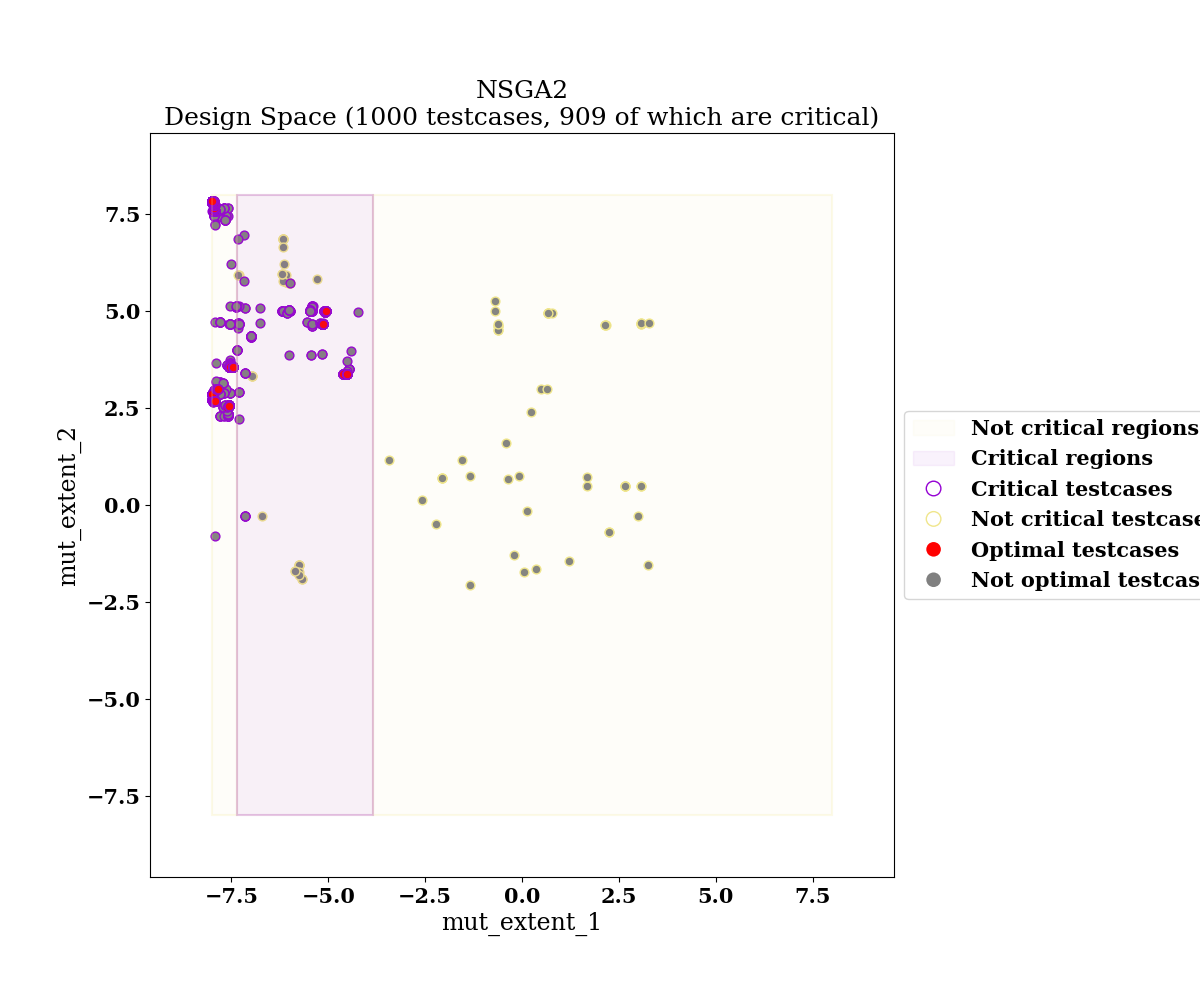 NSGA2
Design Space (1000 testcases, 909 of which are critical)
mut_extent_2
7.5
5.0
2.5
0.0
−2.5
−5.0
−7.5
−7.5
−5.0
−2.5
0.0
2.5
5.0
7.5
mut_extent_1
Not critical regions
Critical regions
Critical testcases
Not critical testcase
Optimal testcases
Not optimal testcas